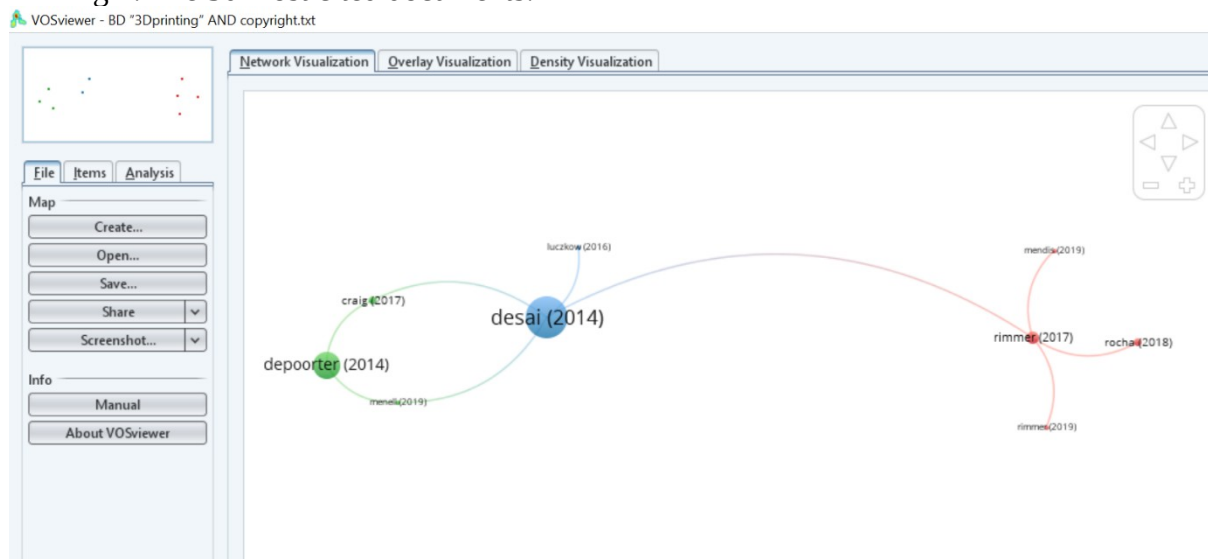 VOSviewer - BD "3Dprinting" AND copyright.txt
Network Visualization Overlay Visualization Density Visualization
File Items Analysis
Map
Create...
Open...
Save...
Share
Screenshot...
Info
Manual
About VOSviewer
luczkow (2016)
mendis (2019)
craig (2017)
desai (2014)
rimmer (2017)
rocha (2018)
depoorter (2014)
menell (2019)
rimmer (2019)